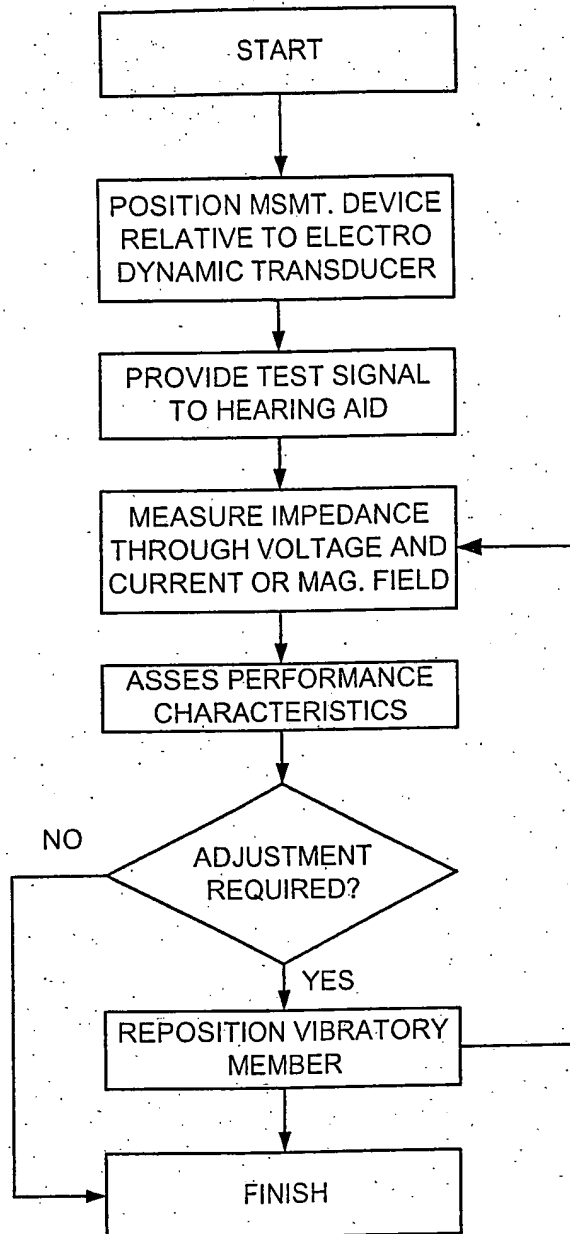 START
POSITION MSMT. DEVICE
RELATIVE TO ELECTRO
DYNAMIC TRANSDUCER
PROVIDE TEST SIGNAL
TO HEARING AID
MEASURE IMPEDANCE
THROUGH VOLTAGE AND
CURRENT OR MAG. FIELD
ASSES PERFORMANCE
CHARACTERISTICS
NO
ADJUSTMENT
REQUIRED?
YES
REPOSITION VIBRATORY
MEMBER
FINISH